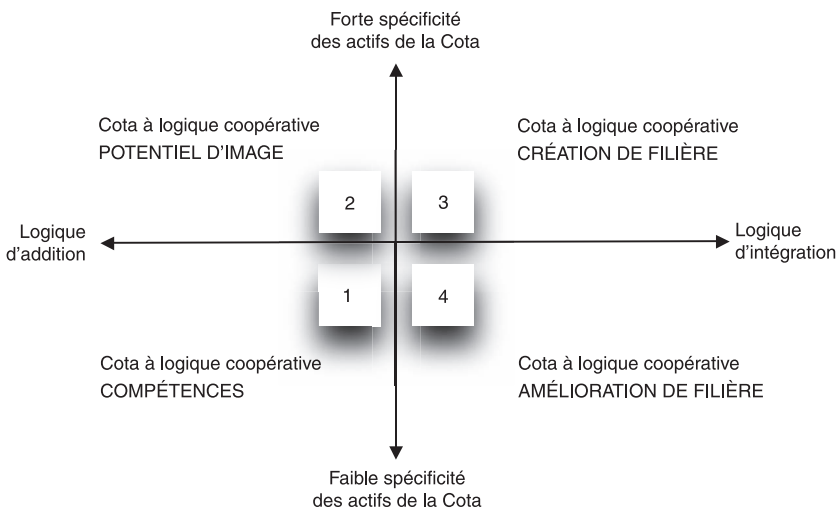 Forte spécificité
des actifs de la Cota
Cota à logique coopérative
POTENTIEL D'IMAGE
Cota à logique coopérative
CRÉATION DE FILIÈRE
2
3
Logique
d'addition
Logique
d'intégration
1
4
Cota à logique coopérative
COMPÉTENCES
Cota à logique coopérative
AMÉLIORATION DE FILIÈRE
Faible spécificité
des actifs de la Cota